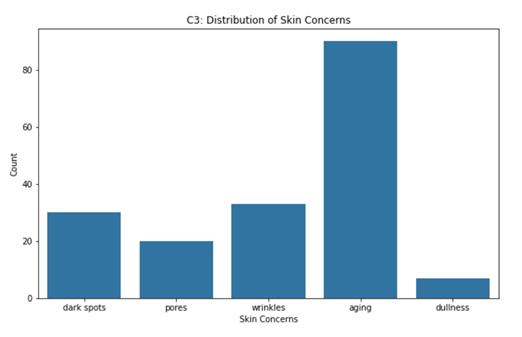 C3: Distribution of Skin Concerns
Count
80
60
40
20
0
dark spots pores wrinkles aging dullness
Skin Concerns